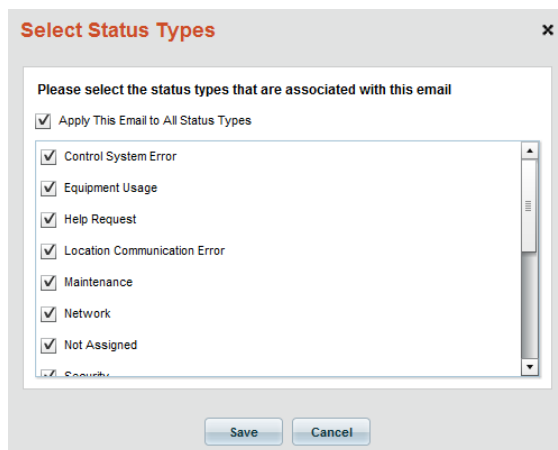 Select Status Types
Please select the status types that are associated with this email
Apply This Email to All Status Types
Control System Error
Equipment Usage
Help Request
Location Communication Error
Maintenance
Network
Not Assigned
Security
Save Cancel